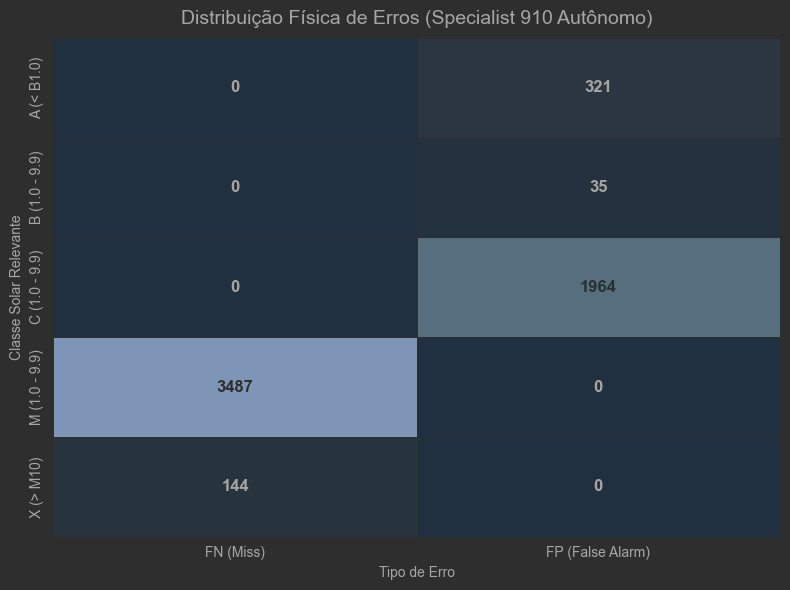 Distribuição Física de Erros (Specialist 910 Autônomo)
Classe Solar Relevante
A (< B1.0)
0
321
B (1.0 - 9.9)
0
35
C (1.0 - 9.9)
0
1964
M (1.0 - 9.9)
3487
0
X (> M10)
144
0
FN (Miss)
FP (False Alarm)
Tipo de Erro